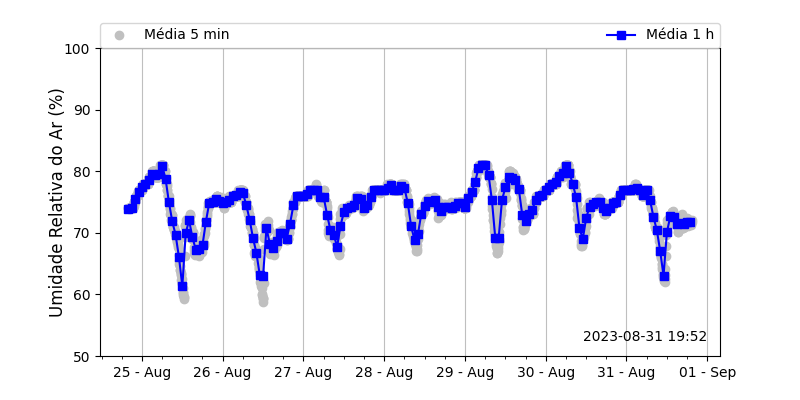 Média 5 min
Média 1 h
Umidade Relativa do Ar (%)
100
90
80
70
60
50
2023-08-31 19:52
25 - Aug
26 - Aug
27 - Aug
28 - Aug
29 - Aug
30 - Aug
31 - Aug
01 - Sep